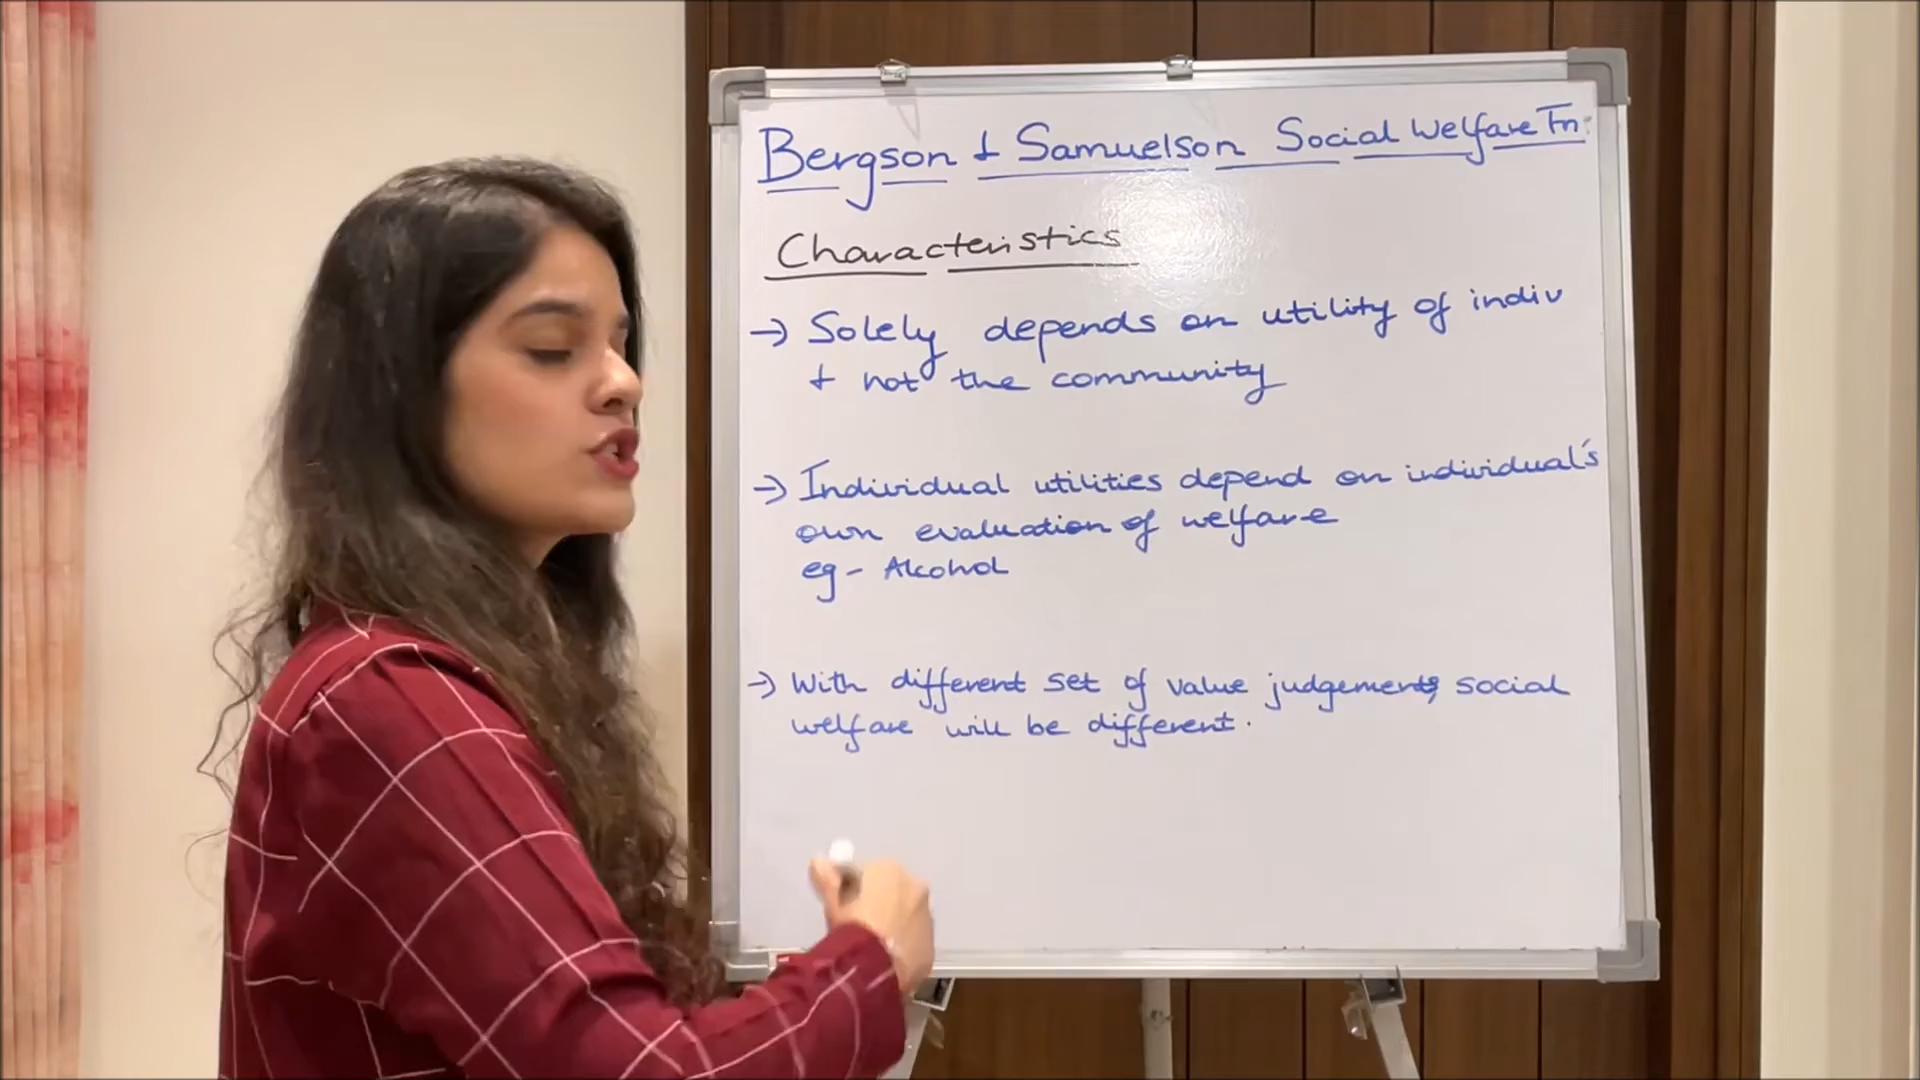 Bergson + Samuelson Social Welfare Fn:
Characteristics
→ Solely depends on utility of indiv
+ not the community
→ Individual utilities depend on individual's
own evaluation of welfare
eg - Alcohol
→ With different set of value judgements, social
welfare will be different.